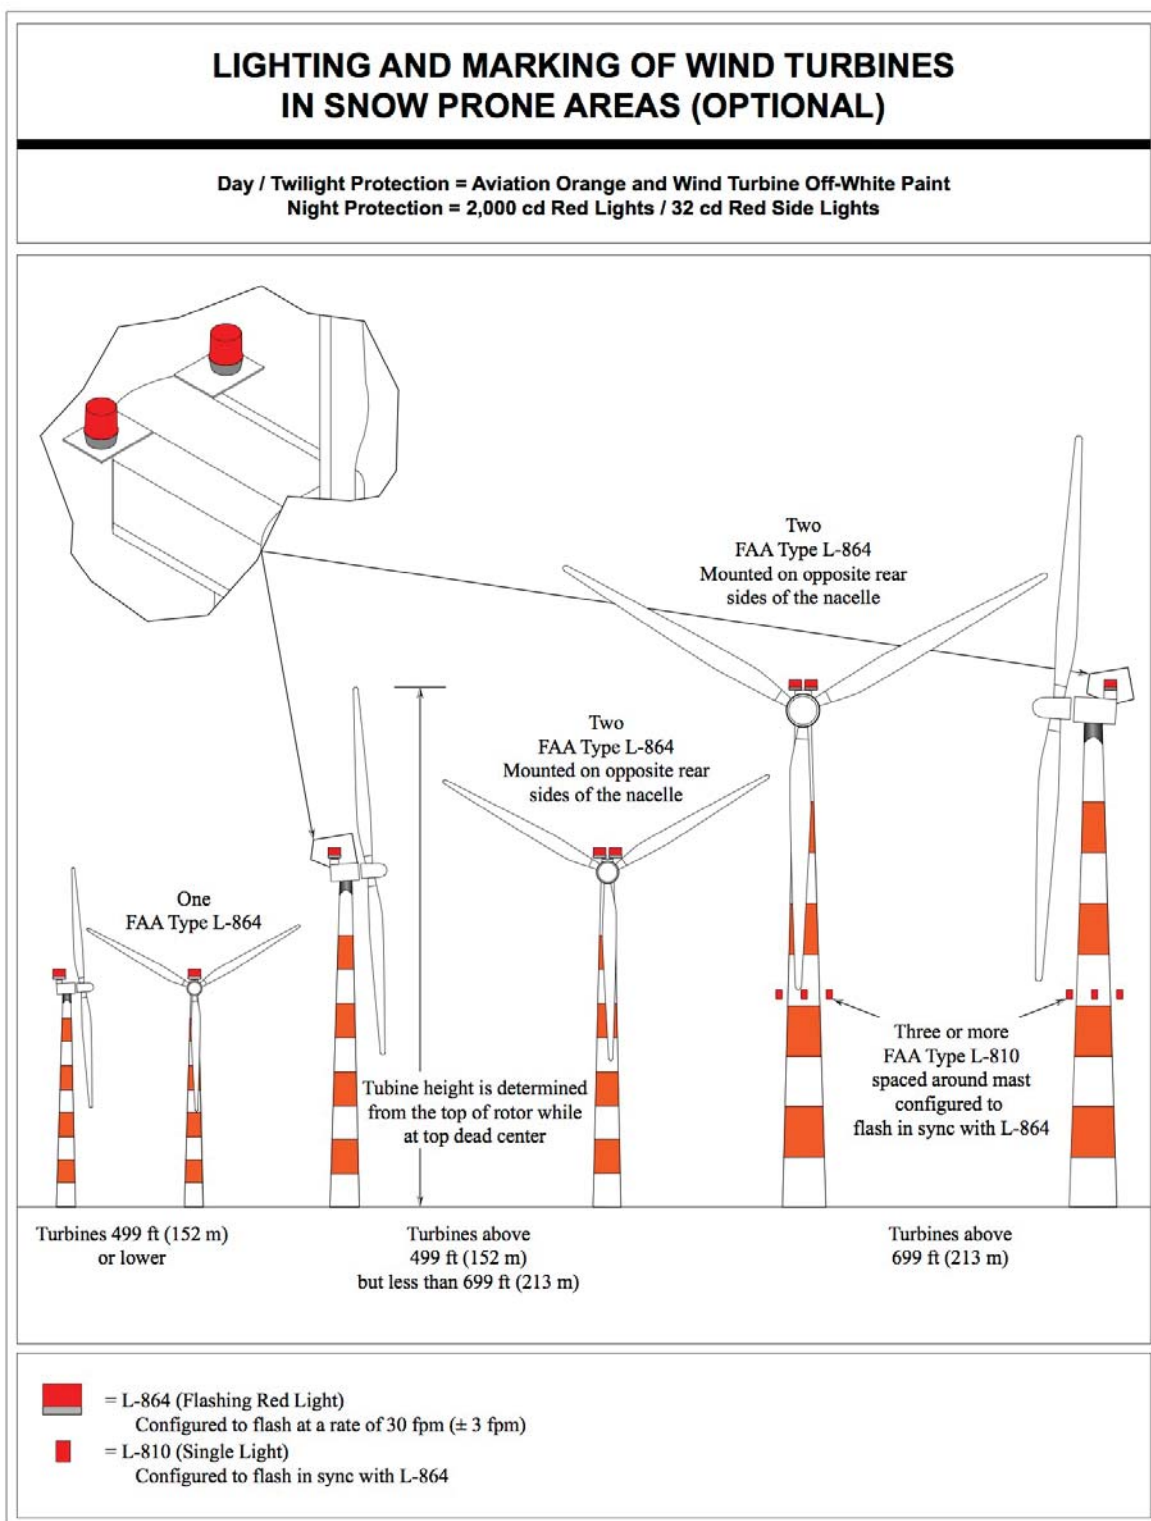 LIGHTING AND MARKING OF WIND TURBINES
IN SNOW PRONE AREAS (OPTIONAL)
Day / Twilight Protection = Aviation Orange and Wind Turbine Off-White Paint
Night Protection = 2,000 cd Red Lights / 32 cd Red Side Lights
Two
FAA Type L-864
Mounted on opposite rear
sides of the nacelle
Two
FAA Type L-864
Mounted on opposite rear
sides of the nacelle
One
FAA Type L-864
Three or more
FAA Type L-810
spaced around mast
configured to
flash in sync with L-864
Tubine height is determined
from the top of rotor while
at top dead center
Turbines 499 ft (152 m)
or lower
Turbines above
499 ft (152 m)
but less than 699 ft (213 m)
Turbines above
699 ft (213 m)
= L-864 (Flashing Red Light)
Configured to flash at a rate of 30 fpm (± 3 fpm)
= L-810 (Single Light)
Configured to flash in sync with L-864